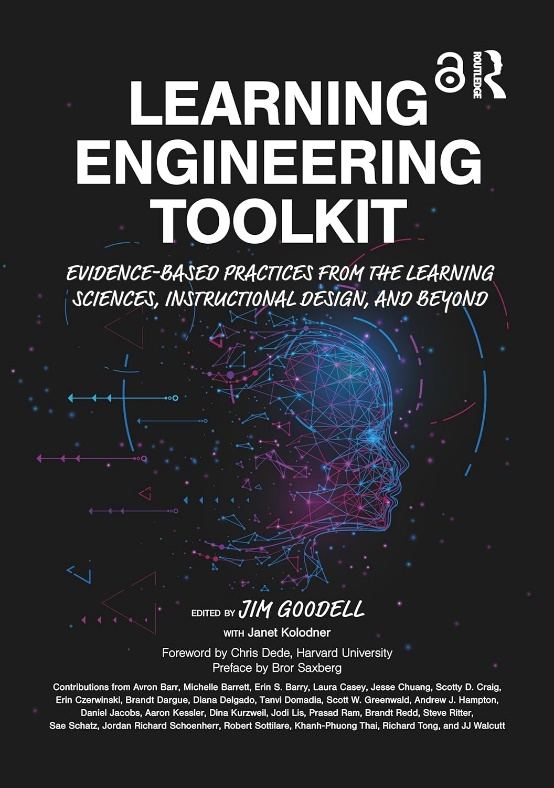 ROUTLEDGE
LEARNING
ENGINEERING
TOOLKIT
EVIDENCE-BASED PRACTICES FROM THE LEARNING
SCIENCES, INSTRUCTIONAL DESIGN, AND BEYOND
EDITED BY JIM GOODELL
WITH Janet Kolodner
Foreword by Chris Dede, Harvard University
Preface by Bror Saxberg
Contributions from Avron Barr, Michelle Barrett, Erin S. Barry, Laura Casey, Jesse Chuang, Scotty D. Craig,
Erin Czerwinski, Brandt Dargue, Diana Delgado, Tanvi Domadia, Scott W. Greenwald, Andrew J. Hampton,
Daniel Jacobs, Aaron Kessler, Dina Kurzweil, Jodi Lis, Prasad Ram, Brandt Redd, Steve Ritter,
Sae Schatz, Jordan Richard Schoenherr, Robert Sottilare, Khanh-Phuong Thai, Richard Tong, and JJ Walcutt